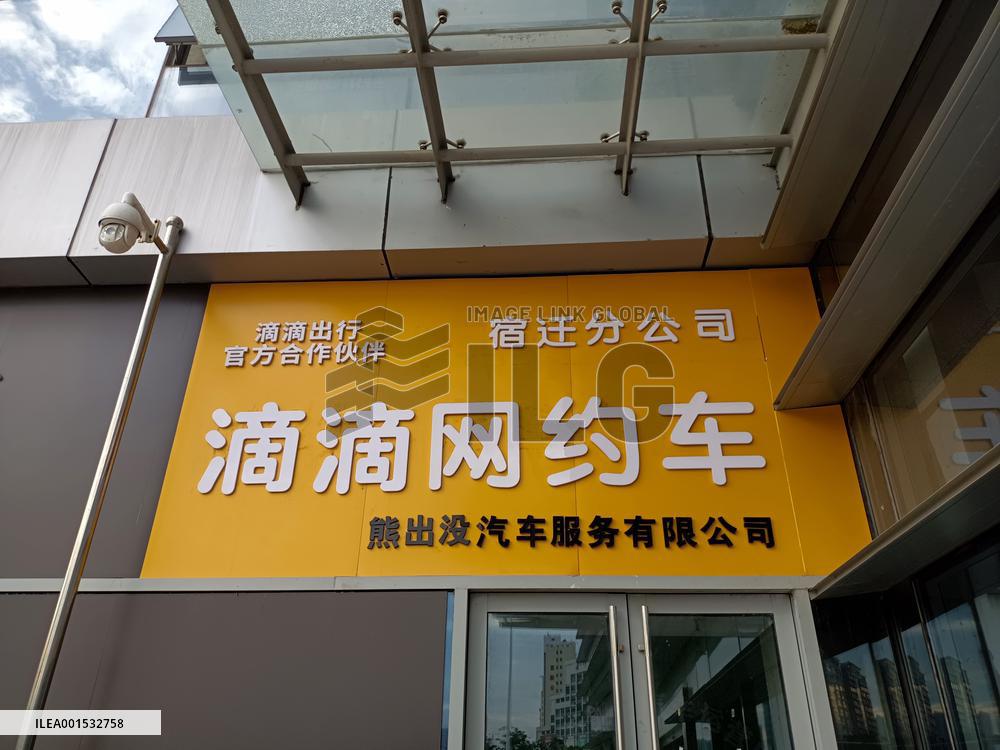 滴滴出行
官方合作伙伴
宿迁分公司
滴滴网约车
熊出没汽车服务有限公司
IMAGE LINK GLOBAL
ILG
ILEA001532758